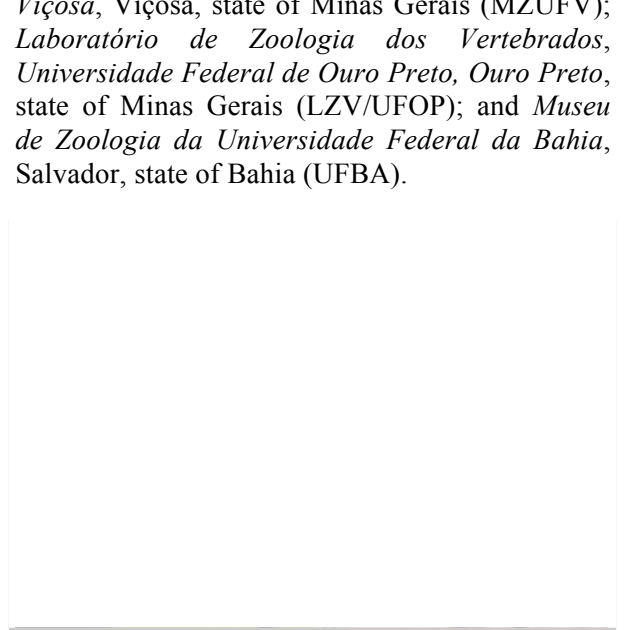 Viçosa, Viçosa, state of Minas Gerais (MZUFV);
Laboratório de Zoologia dos Vertebrados,
Universidade Federal de Ouro Preto, Ouro Preto,
state of Minas Gerais (LZV/UFOP); and Museu
de Zoologia da Universidade Federal da Bahia,
Salvador, state of Bahia (UFBA).